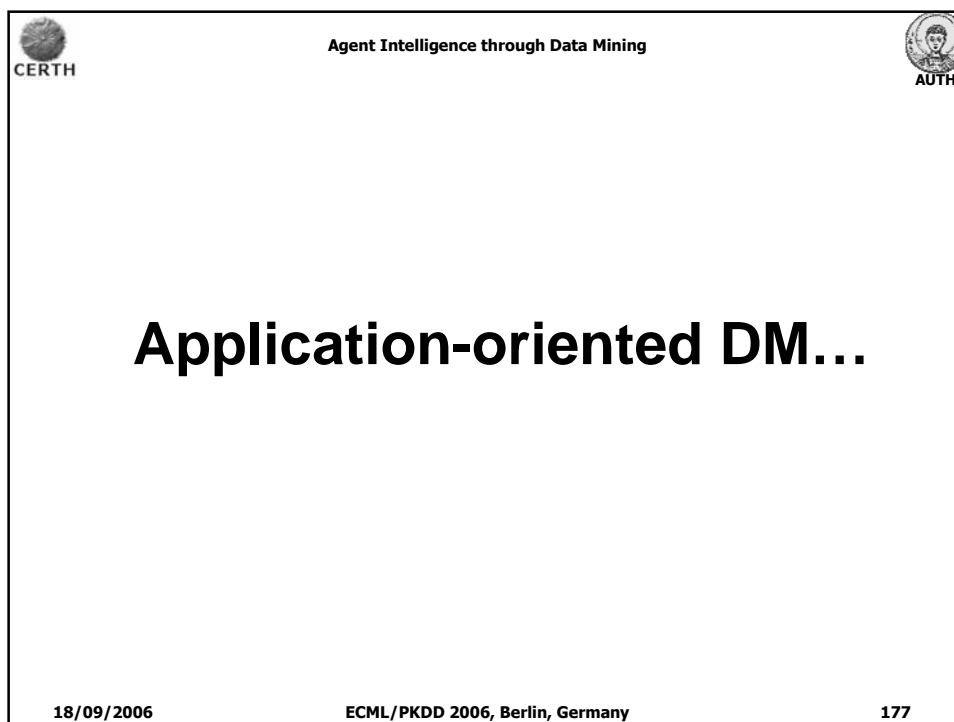 CERTH
Agent Intelligence through Data Mining
AUTH
Application-oriented DM…
18/09/2006 ECML/PKDD 2006, Berlin, Germany 177